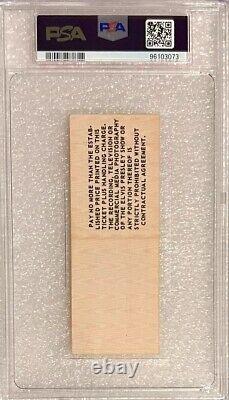 PSA
PSA
96103073
PAY NO MORE THAN THE ESTAB-
LISHED PRICE PRINTED ON THIS
TICKET PLUS HANDLING CHARGE.
THE RECORDING, TELEVISION OR
COMMERCIAL MEDIA PHOTOGRAPHY
OF THE ELVIS PRESLEY SHOW OR
ANY PORTION THEREOF IS
STRICTLY PROHIBITED WITHOUT
CONTRACTUAL AGREEMENT.